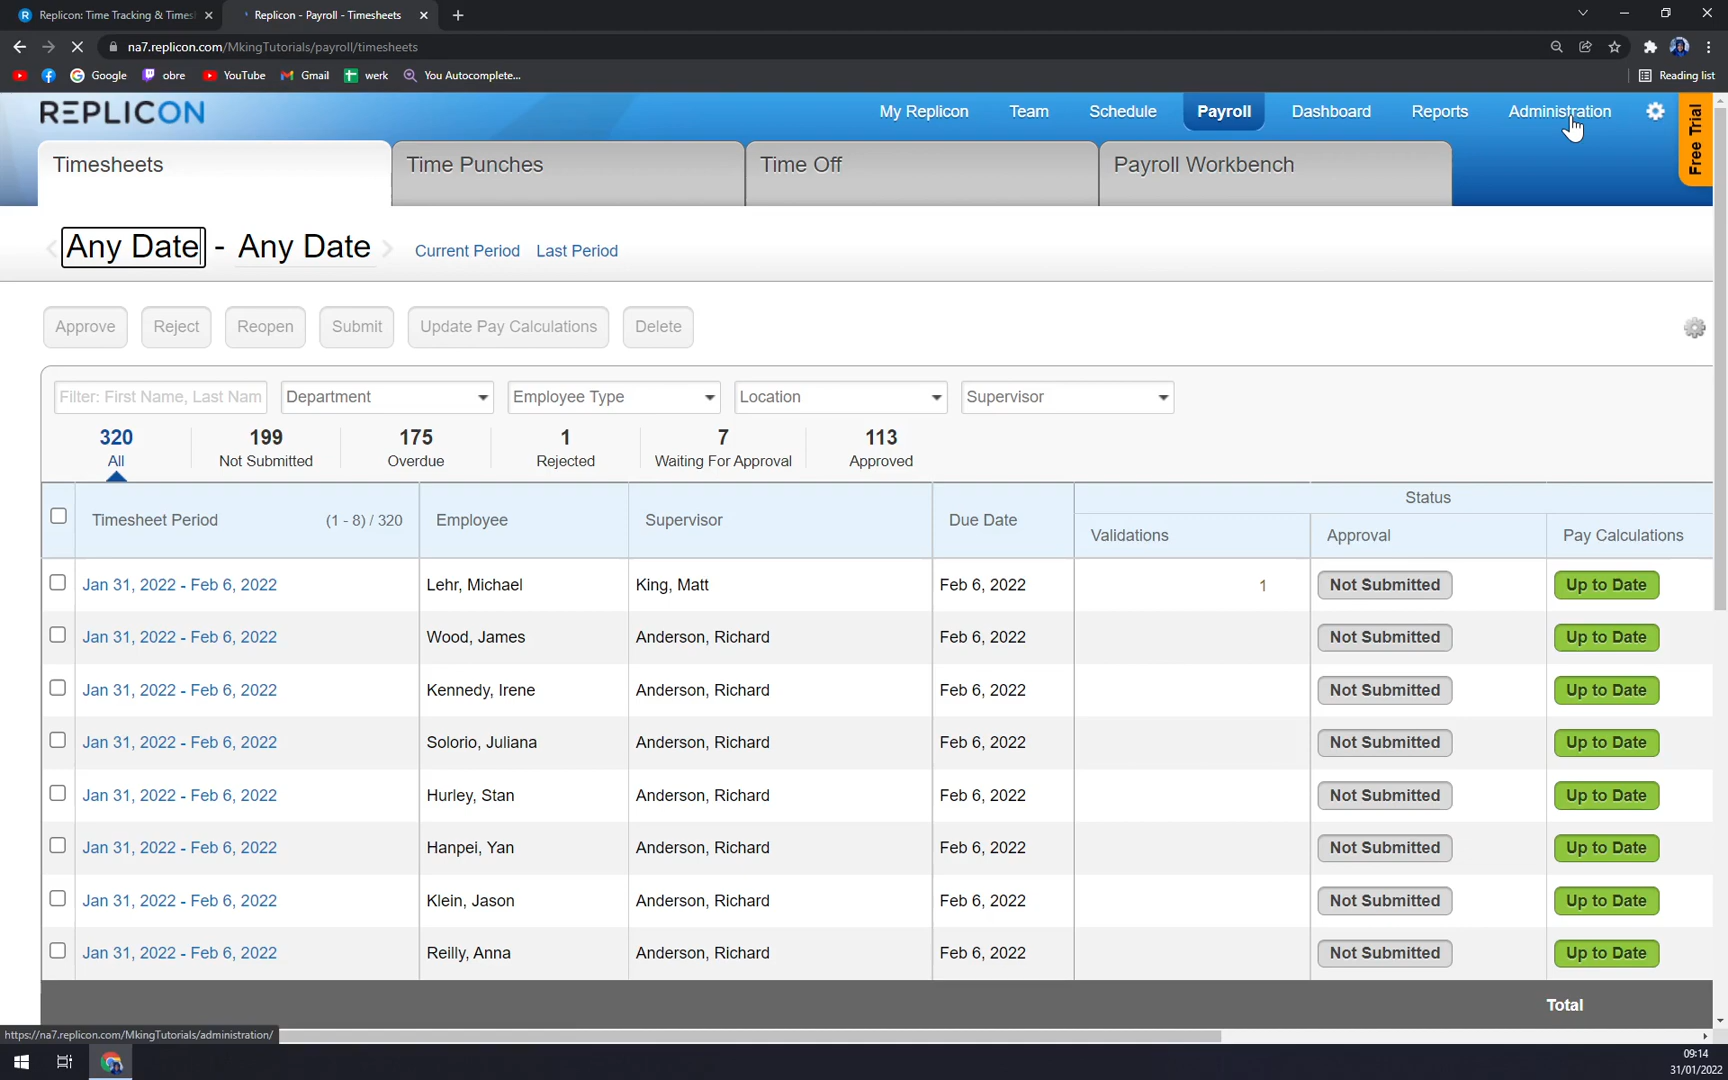 Replicon: Time Tracking & Times
Replicon - Payroll - Timesheets
na7.replicon.com/MkingTutorials/payroll/timesheets
Google
obre
YouTube
Gmail
werk
You Autocomplete...
Reading list
REPLICON
My Replicon
Team
Schedule
Payroll
Dashboard
Reports
Administration
Free Trial
Timesheets
Time Punches
Time Off
Payroll Workbench
Any Date - Any Date
Current Period
Last Period
Approve
Reject
Reopen
Submit
Update Pay Calculations
Delete
Filter: First Name, Last Nam
Department
Employee Type
Location
Supervisor
320
199
175
1
7
113
All
Not Submitted
Overdue
Rejected
Waiting For Approval
Approved
Status
Timesheet Period
(1 - 8) / 320
Employee
Supervisor
Due Date
Validations
Approval
Pay Calculations
Jan 31, 2022 - Feb 6, 2022 Lehr, Michael King, Matt Feb 6, 2022 1 Not Submitted Up to Date
Jan 31, 2022 - Feb 6, 2022 Wood, James Anderson, Richard Feb 6, 2022 Not Submitted Up to Date
Jan 31, 2022 - Feb 6, 2022 Kennedy, Irene Anderson, Richard Feb 6, 2022 Not Submitted Up to Date
Jan 31, 2022 - Feb 6, 2022 Solorio, Juliana Anderson, Richard Feb 6, 2022 Not Submitted Up to Date
Jan 31, 2022 - Feb 6, 2022 Hurley, Stan Anderson, Richard Feb 6, 2022 Not Submitted Up to Date
Jan 31, 2022 - Feb 6, 2022 Hanpei, Yan Anderson, Richard Feb 6, 2022 Not Submitted Up to Date
Jan 31, 2022 - Feb 6, 2022 Klein, Jason Anderson, Richard Feb 6, 2022 Not Submitted Up to Date
Jan 31, 2022 - Feb 6, 2022 Reilly, Anna Anderson, Richard Feb 6, 2022 Not Submitted Up to Date
Total
https://na7.replicon.com/MkingTutorials/administration/
09:14
31/01/2022